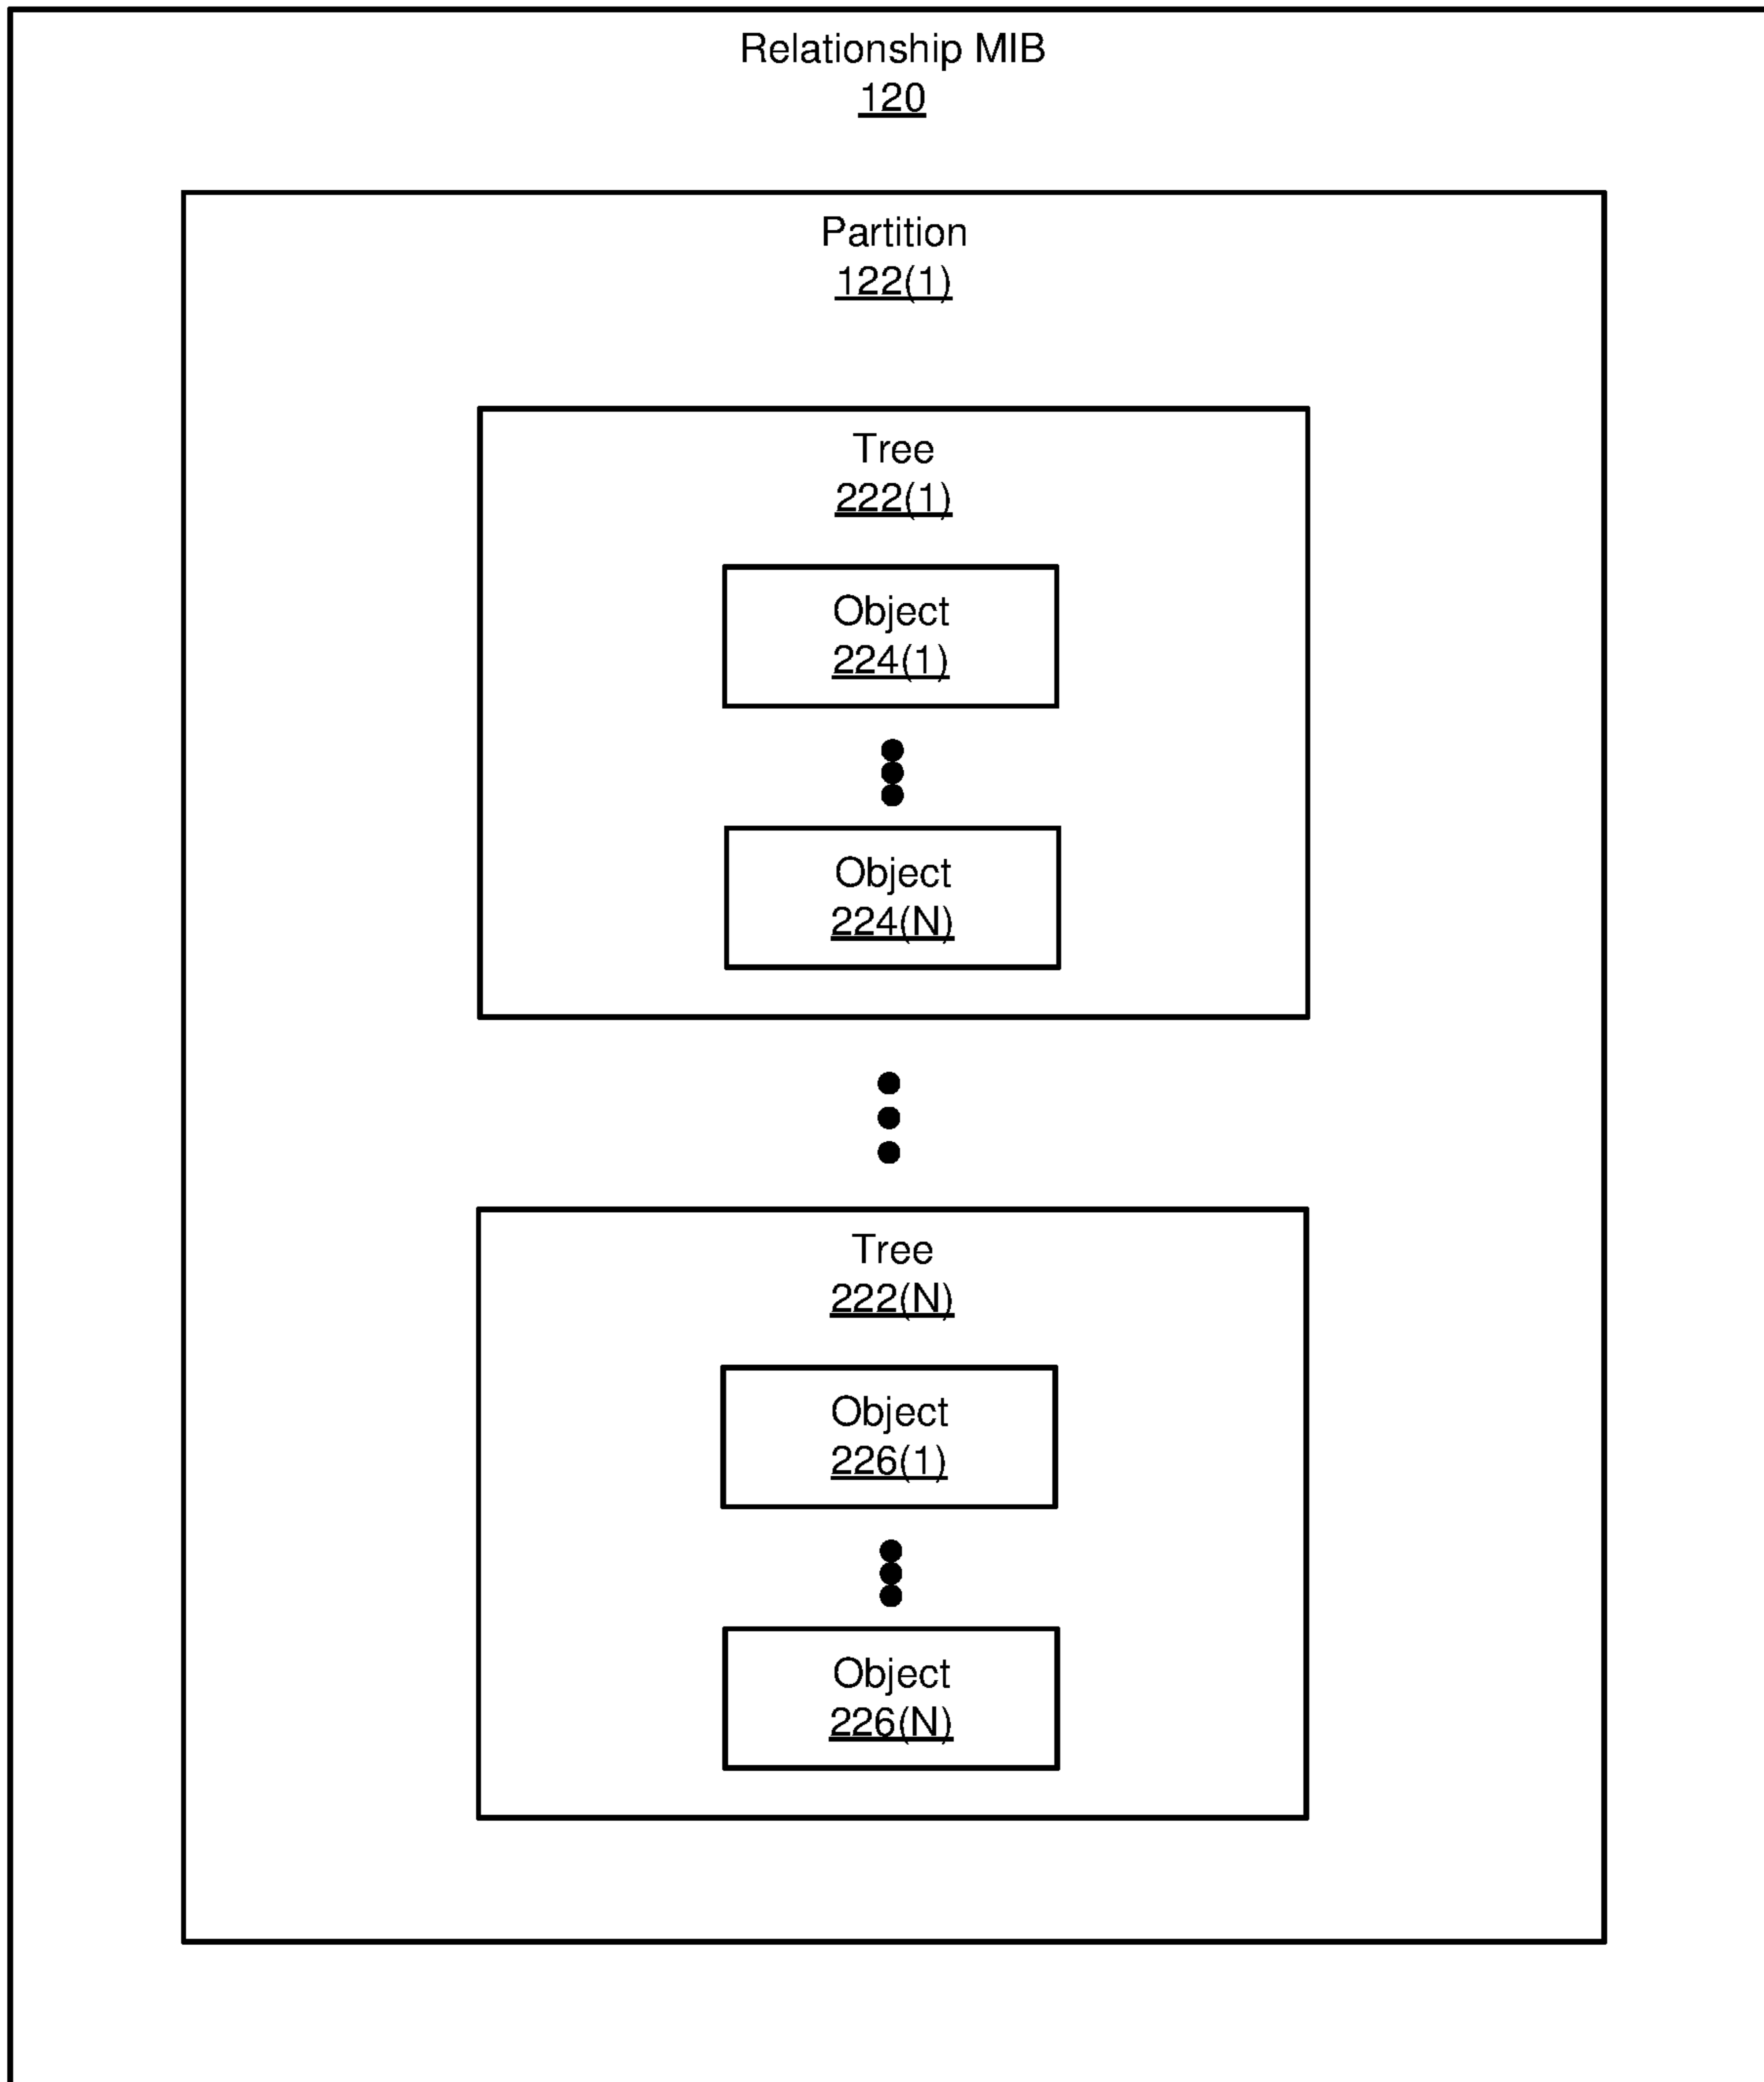 Relationship MIB
120
Partition
122(1)
Tree
222(1)
Object
224(1)
Object
224(N)
Tree
222(N)
Object
226(1)
Object
226(N)